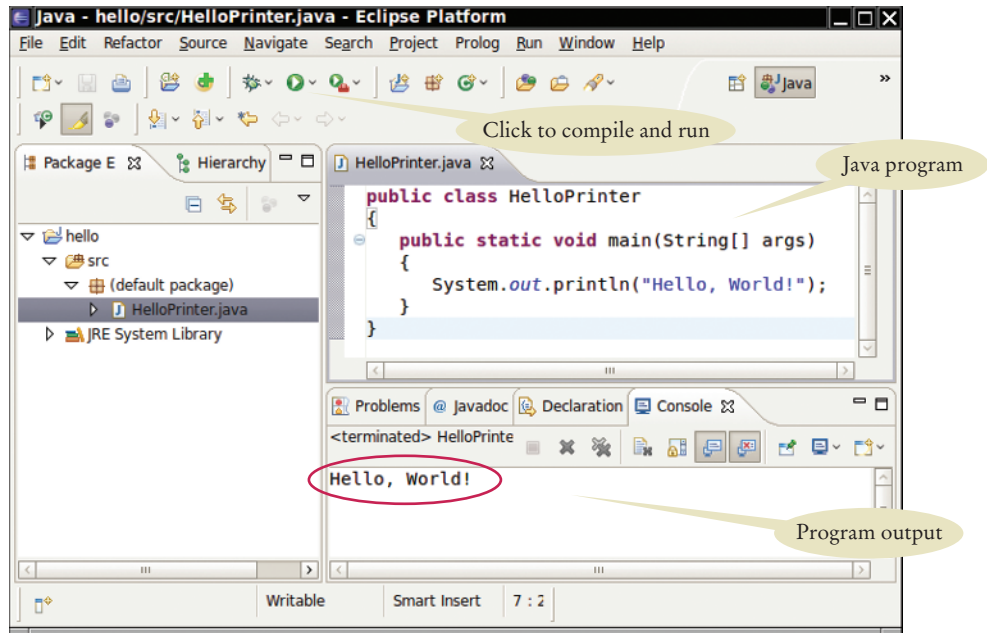 Java - hello/src/HelloPrinter.java - Eclipse Platform
File Edit Refactor Source Navigate Search Project Prolog Run Window Help
Java »
Click to compile and run
Package E Hierarchy
HelloPrinter.java
Java program
hello
src
(default package)
HelloPrinter.java
JRE System Library
public class HelloPrinter
{
public static void main(String[] args)
{
System.out.println("Hello, World!");
}
}
Problems @ Javadoc Declaration Console
<terminated> HelloPrinte
Hello, World!
Program output
Writable Smart Insert 7 : 2